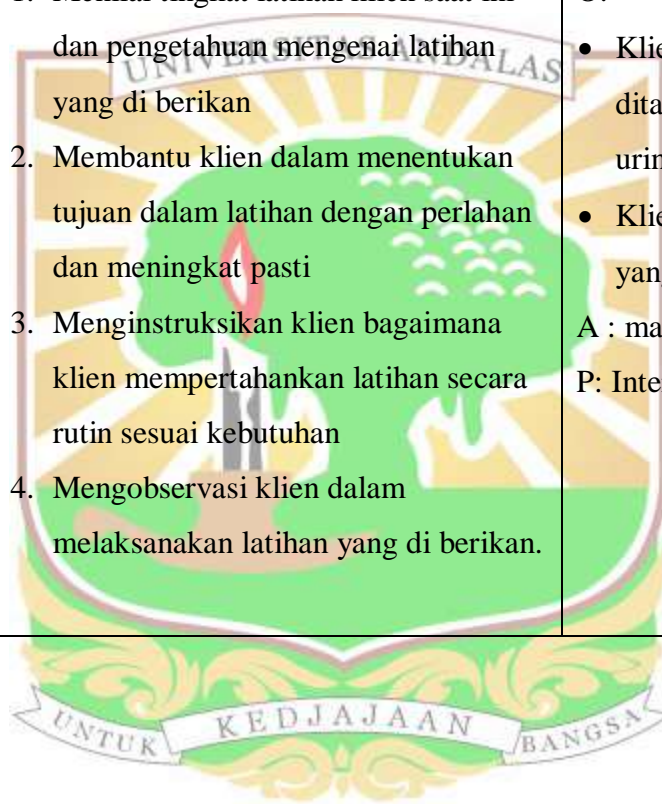 dan pengetahuan mengenai latihan
yang di berikan
2. Membantu klien dalam menentukan
tujuan dalam latihan dengan perlahan
dan meningkat pasti
3. Menginstruksikan klien bagaimana
klien mempertahankan latihan secara
rutin sesuai kebutuhan
4. Mengobservasi klien dalam
melaksanakan latihan yang di berikan.
•
•
A :
P:
UNIVERSITAS ANDALAS
UNTUK KEDJAJAAN BANGSA